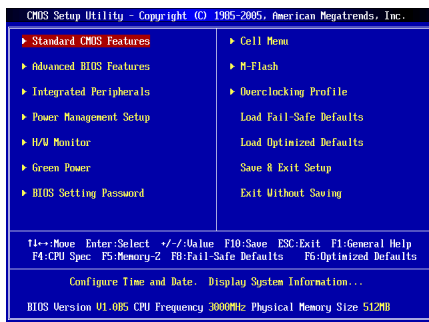 CMOS Setup Utility - Copyright (C) 1985-2005, American Megatrends, Inc.
▶ Standard CMOS Features
▶ Advanced BIOS Features
▶ Integrated Peripherals
▶ Power Management Setup
▶ H/W Monitor
▶ Green Power
▶ BIOS Setting Password
▶ Cell Menu
▶ M-Flash
▶ Overclocking Profile
Load Fail-Safe Defaults
Load Optimized Defaults
Save & Exit Setup
Exit Without Saving
↑↓←→:Move Enter:Select +/-/:Value F10:Save ESC:Exit F1:General Help
F4:CPU Spec F5:Memory-Z F8:Fail-Safe Defaults F6:Optimized Defaults
Configure Time and Date. Display System Information...
BIOS Version V1.0B5 CPU Frequency 3000MHz Physical Memory Size 512MB